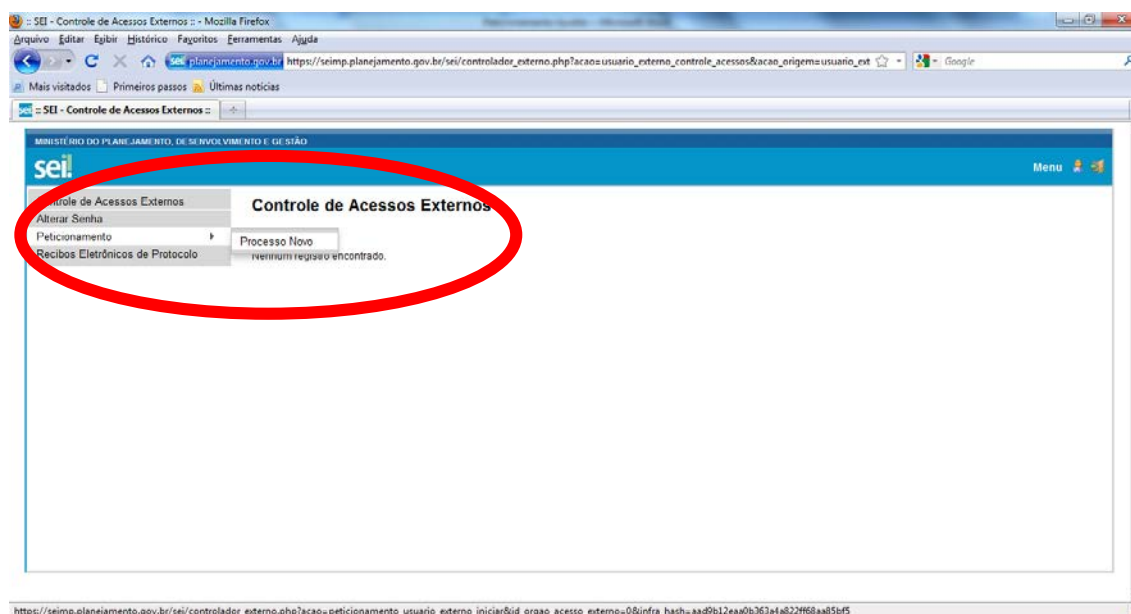 :: SEI - Controle de Acessos Externos :: - Mozilla Firefox
Arquivo Editar Exibir Histórico Favoritos Ferramentas Ajuda
sei! planejamento.gov.br https://seimp.planejamento.gov.br/sei/controlador_externo.php?acao=usuario_externo_controle_acessos&acao_origem=usuario_ext Google
Mais visitados Primeiros passos Últimas notícias
sei! :: SEI - Controle de Acessos Externos ::
MINISTÉRIO DO PLANEJAMENTO, DESENVOLVIMENTO E GESTÃO
sei! Menu
Controle de Acessos Externos
Controle de Acessos Externos
Alterar Senha
Peticionamento
Processo Novo
Recibos Eletrônicos de Protocolo
Nenhum registro encontrado.
https://seimp.planejamento.gov.br/sei/controlador_externo.php?acao=peticionamento_usuario_externo_iniciar&id_orgao_acesso_externo=0&infra_hash=aad9b12eaa0b363a4a822ff68aa85bf5